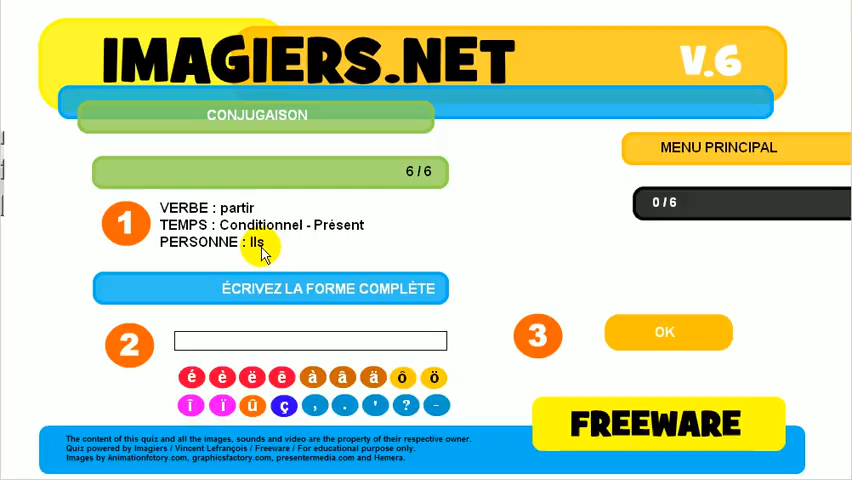 IMAGIERS.NET
V.6
CONJUGAISON
MENU PRINCIPAL
6 / 6
0 / 6
1
VERBE : partir
TEMPS : Conditionnel - Présent
PERSONNE : Ils
ÉCRIVEZ LA FORME COMPLÈTE
2
3
OK
é è ë ê à â ä ô ö
î ï û ç , . ' ? -
FREEWARE
The content of this quiz and all the images, sounds and video are the property of their respective owner.
Quiz powered by Imagiers / Vincent Lefrançois / Freeware / For educational purpose only.
Images by Animationfctory.com, graphicsfactory.com, presentermedia.com and Hemera.